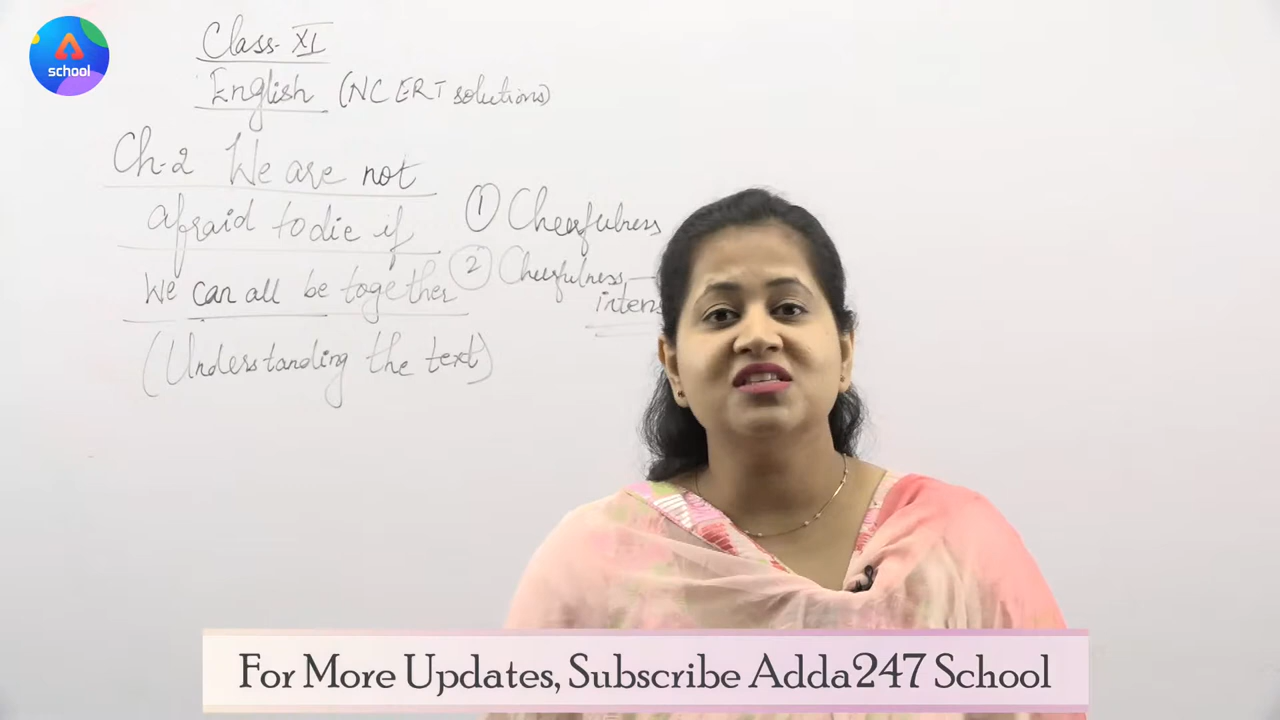 school
Class-XI
English (NCERT solutions)
Ch-2 We are not
afraid to die if
We can all be together
(Understanding the text)
① Cheerfulness
② Cheerfulness—
intens
For More Updates, Subscribe Adda247 School